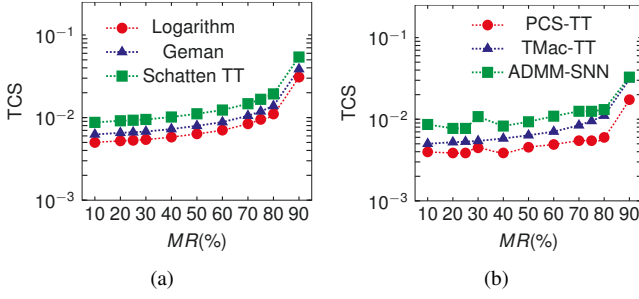 Logarithm
Geman
Schatten TT
TCS
10⁻¹
10⁻²
10⁻³
10 20 30 40 50 60 70 80 90
MR(%)
(a)
PCS-TT
TMac-TT
ADMM-SNN
TCS
10⁻¹
10⁻²
10⁻³
10 20 30 40 50 60 70 80 90
MR(%)
(b)